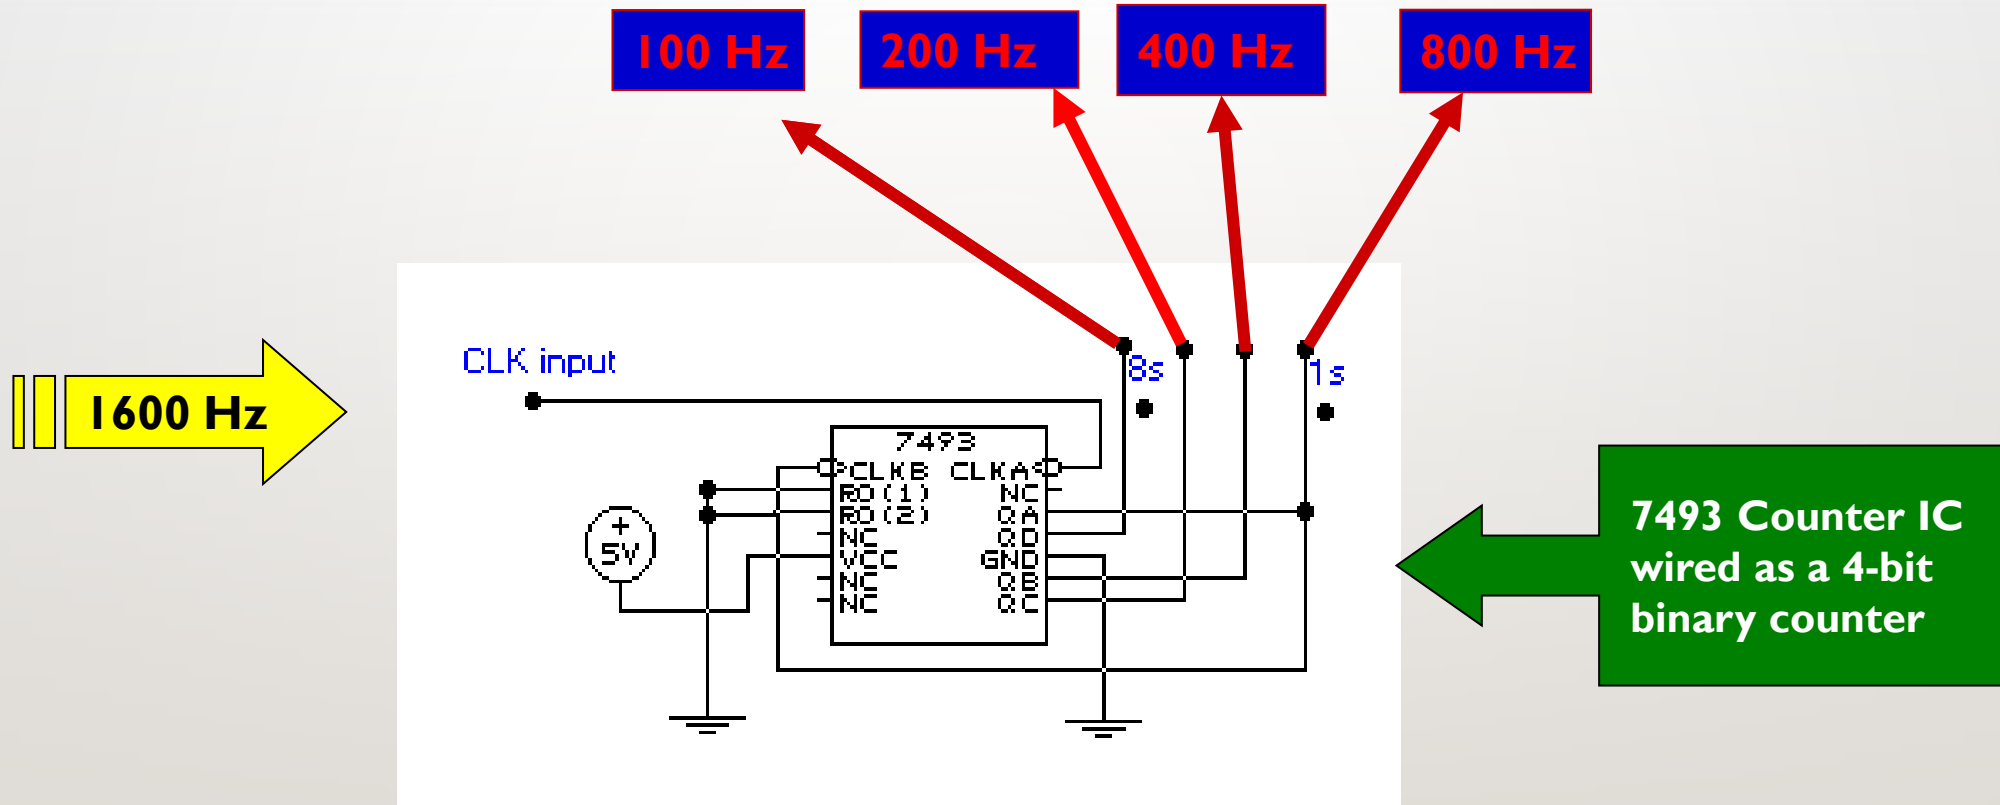 100 Hz
200 Hz
400 Hz
800 Hz
CLK input
8s
1s
1600 Hz
7493
CLKB CLKA
RO(1) NC
RO(2) QA
NC QD
VCC GND
NC QB
NC QC
+
5V
7493 Counter IC
wired as a 4-bit
binary counter